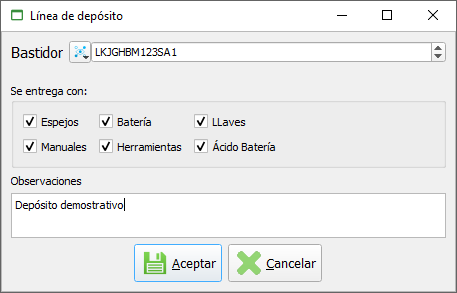 Línea de depósito
Bastidor LKJGHBM123SA1
Se entrega con:
Espejos Batería LLaves
Manuales Herramientas Ácido Batería
Observaciones
Depósito demostrativo
Aceptar Cancelar